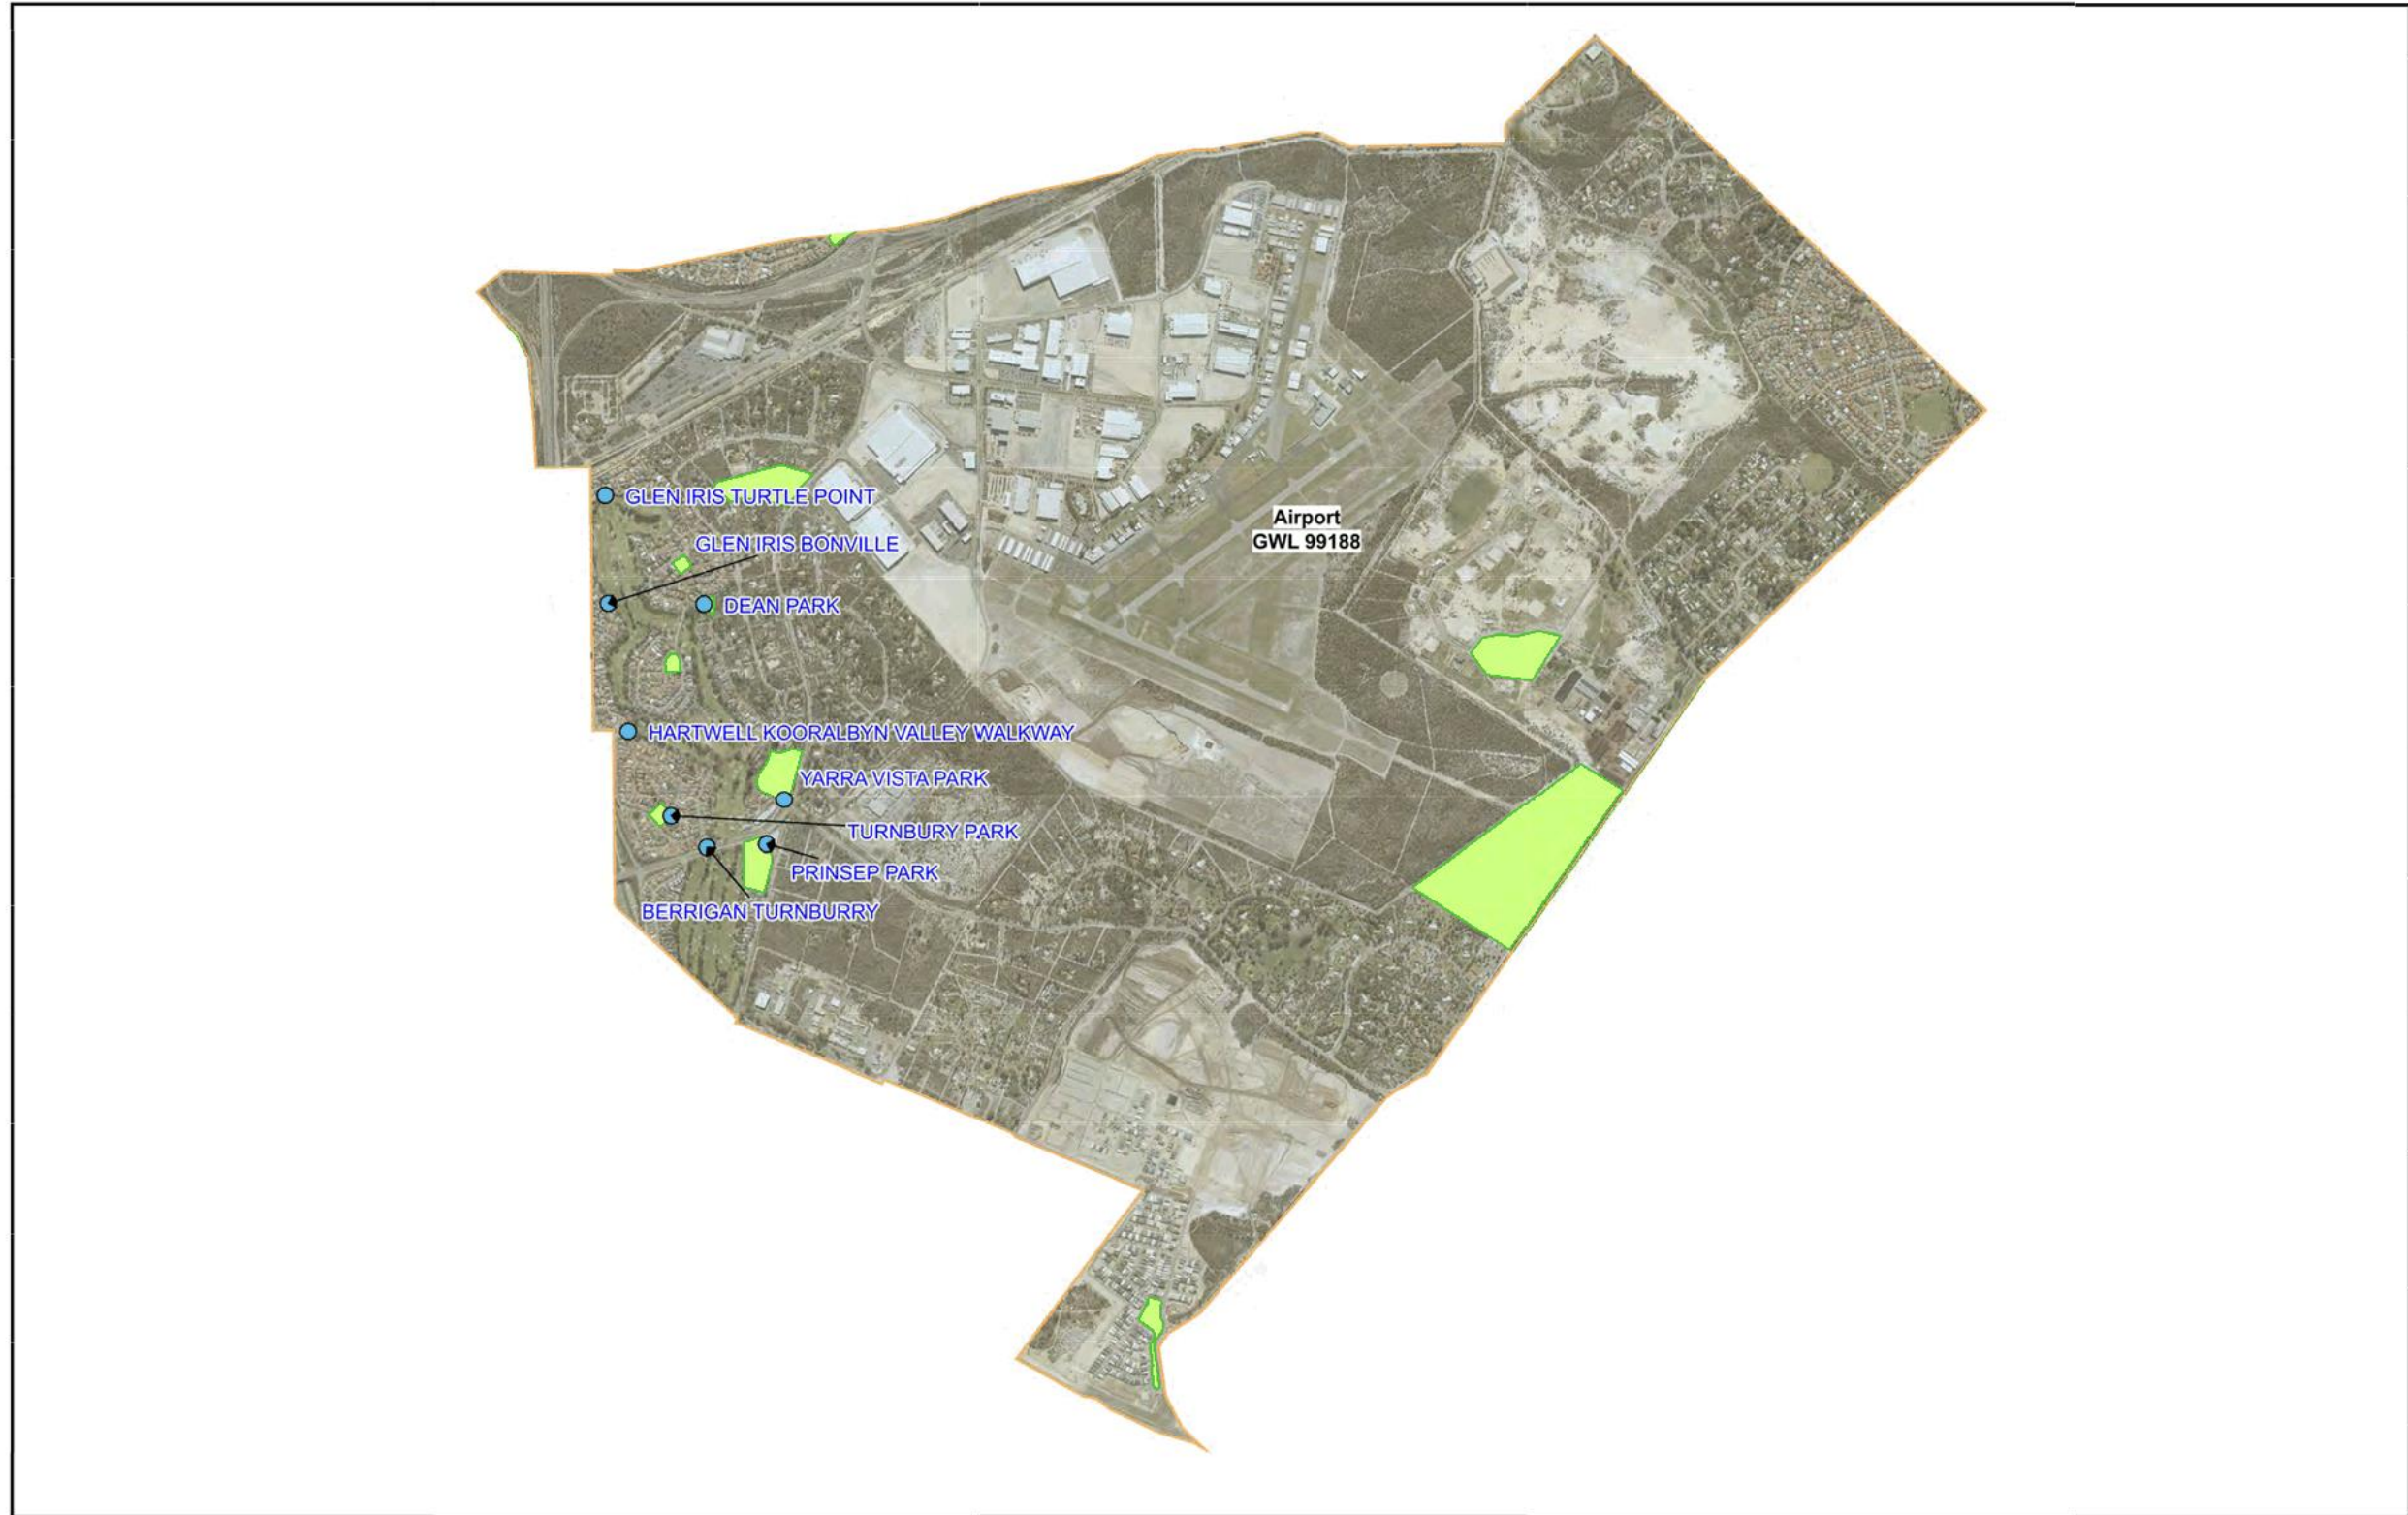 GLEN IRIS TURTLE POINT
Airport
GWL 99188
GLEN IRIS BONVILLE
DEAN PARK
HARTWELL KOORALBYN VALLEY WALKWAY
YARRA VISTA PARK
TURNBURY PARK
PRINSEP PARK
BERRIGAN TURNBURRY